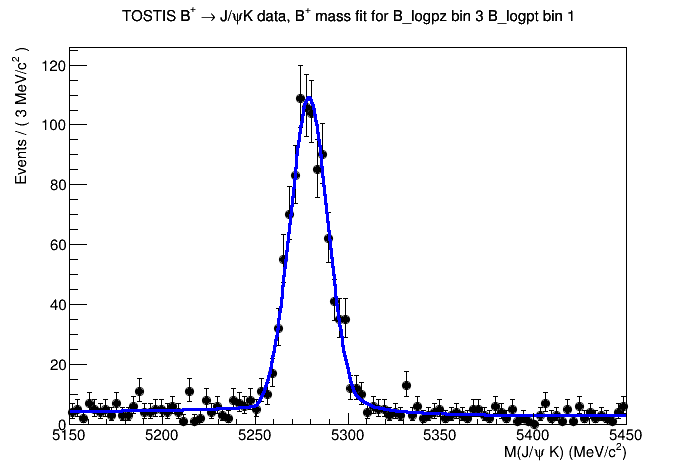 TOSTIS B⁺ → J/ψK data, B⁺ mass fit for B_logpz bin 3 B_logpt bin 1
Events / ( 3 MeV/c² )
120
100
80
60
40
20
0
5150 5200 5250 5300 5350 5400 5450
M(J/ψ K) (MeV/c²)